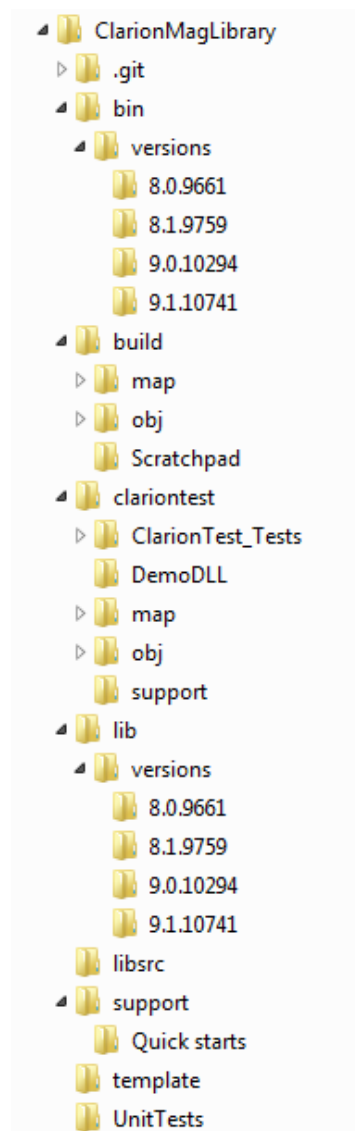 ClarionMagLibrary
.git
bin
versions
8.0.9661
8.1.9759
9.0.10294
9.1.10741
build
map
obj
Scratchpad
clariontest
ClarionTest_Tests
DemoDLL
map
obj
support
lib
versions
8.0.9661
8.1.9759
9.0.10294
9.1.10741
libsrc
support
Quick starts
template
UnitTests